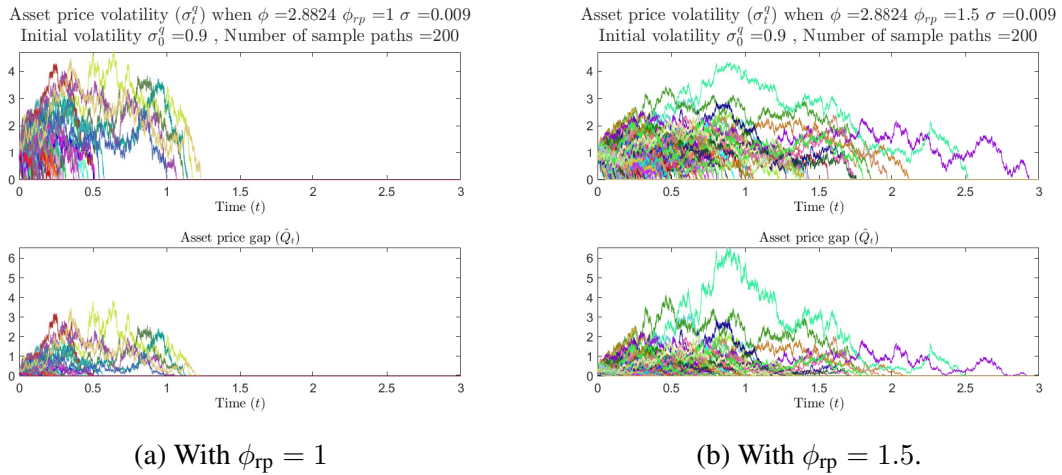 Asset price volatility (σ_t^q) when φ =2.8824 φ_rp =1 σ =0.009
Initial volatility σ_0^q =0.9 , Number of sample paths =200
4
3
2
1
0
0 0.5 1 1.5 2 2.5 3
Time (t)
Asset price gap (Q̂_t)
6
5
4
3
2
1
0
0 0.5 1 1.5 2 2.5 3
Time (t)
(a) With φ_rp = 1
Asset price volatility (σ_t^q) when φ =2.8824 φ_rp =1.5 σ =0.009
Initial volatility σ_0^q =0.9 , Number of sample paths =200
4
3
2
1
0
0 0.5 1 1.5 2 2.5 3
Time (t)
Asset price gap (Q̂_t)
6
5
4
3
2
1
0
0 0.5 1 1.5 2 2.5 3
Time (t)
(b) With φ_rp = 1.5.